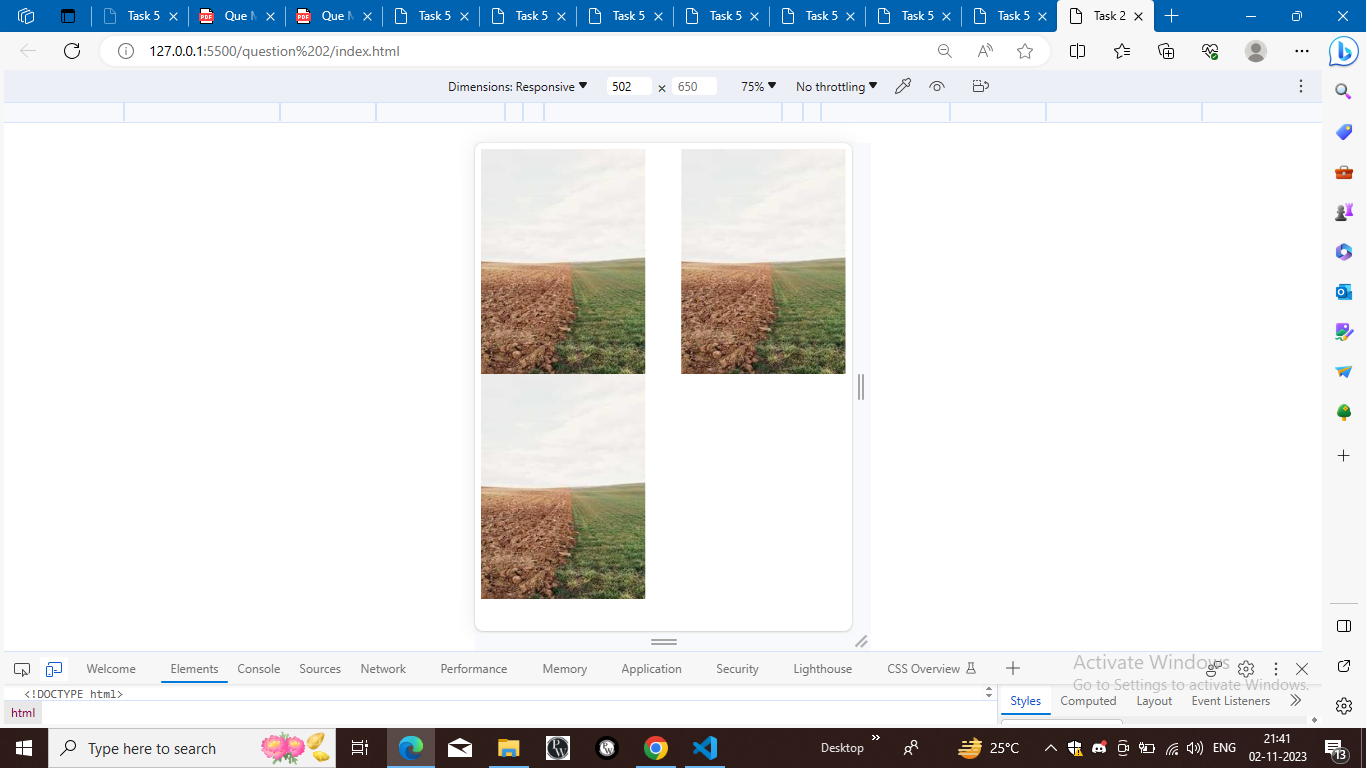 Task 5
Que M
Que M
Task 5
Task 5
Task 5
Task 5
Task 5
Task 5
Task 5
Task 2
127.0.0.1:5500/question%202/index.html
Dimensions: Responsive 502 × 650 75% No throttling
Welcome Elements Console Sources Network Performance Memory Application Security Lighthouse CSS Overview
Activate Windows
Go to Settings to activate Windows.
<!DOCTYPE html>
Styles Computed Layout Event Listeners
html
Type here to search
Desktop
25°C
ENG
21:41
02-11-2023
13